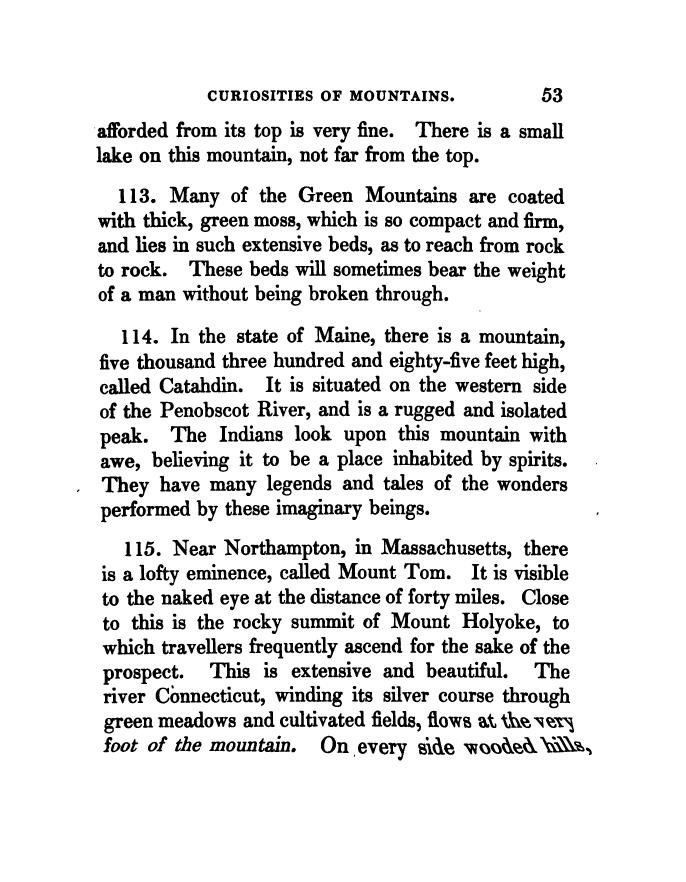 CURIOSITIES OF MOUNTAINS. 53
afforded from its top is very fine. There is a small
lake on this mountain, not far from the top.
113. Many of the Green Mountains are coated
with thick, green moss, which is so compact and firm,
and lies in such extensive beds, as to reach from rock
to rock. These beds will sometimes bear the weight
of a man without being broken through.
114. In the state of Maine, there is a mountain,
five thousand three hundred and eighty-five feet high,
called Catahdin. It is situated on the western side
of the Penobscot River, and is a rugged and isolated
peak. The Indians look upon this mountain with
awe, believing it to be a place inhabited by spirits.
They have many legends and tales of the wonders
performed by these imaginary beings.
115. Near Northampton, in Massachusetts, there
is a lofty eminence, called Mount Tom. It is visible
to the naked eye at the distance of forty miles. Close
to this is the rocky summit of Mount Holyoke, to
which travellers frequently ascend for the sake of the
prospect. This is extensive and beautiful. The
river Connecticut, winding its silver course through
green meadows and cultivated fields, flows at the very
foot of the mountain. On every side wooded hills,